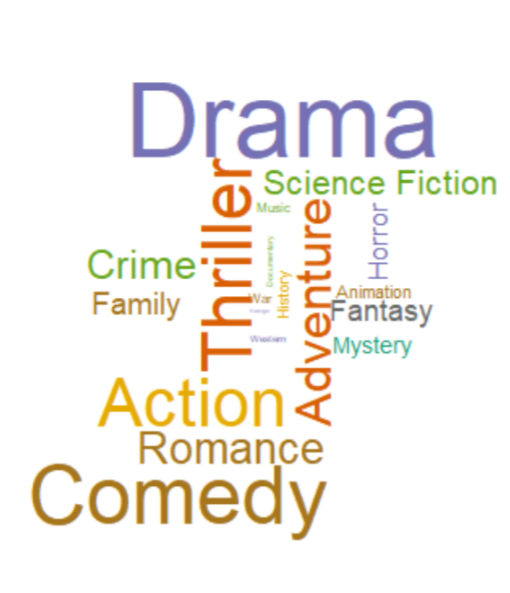 Drama
Thriller
Science Fiction
Music
Adventure
Horror
Documentary
Crime
History
Family
War
Animation
Fantasy
Western
Mystery
Action
Romance
Comedy